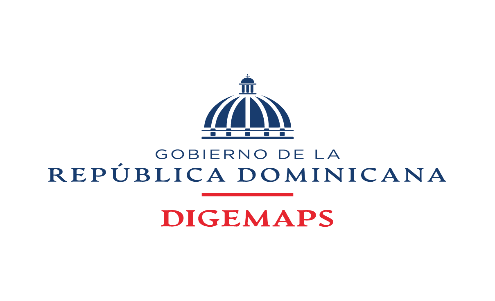 GOBIERNO DE LA
REPÚBLICA DOMINICANA
DIGEMAPS